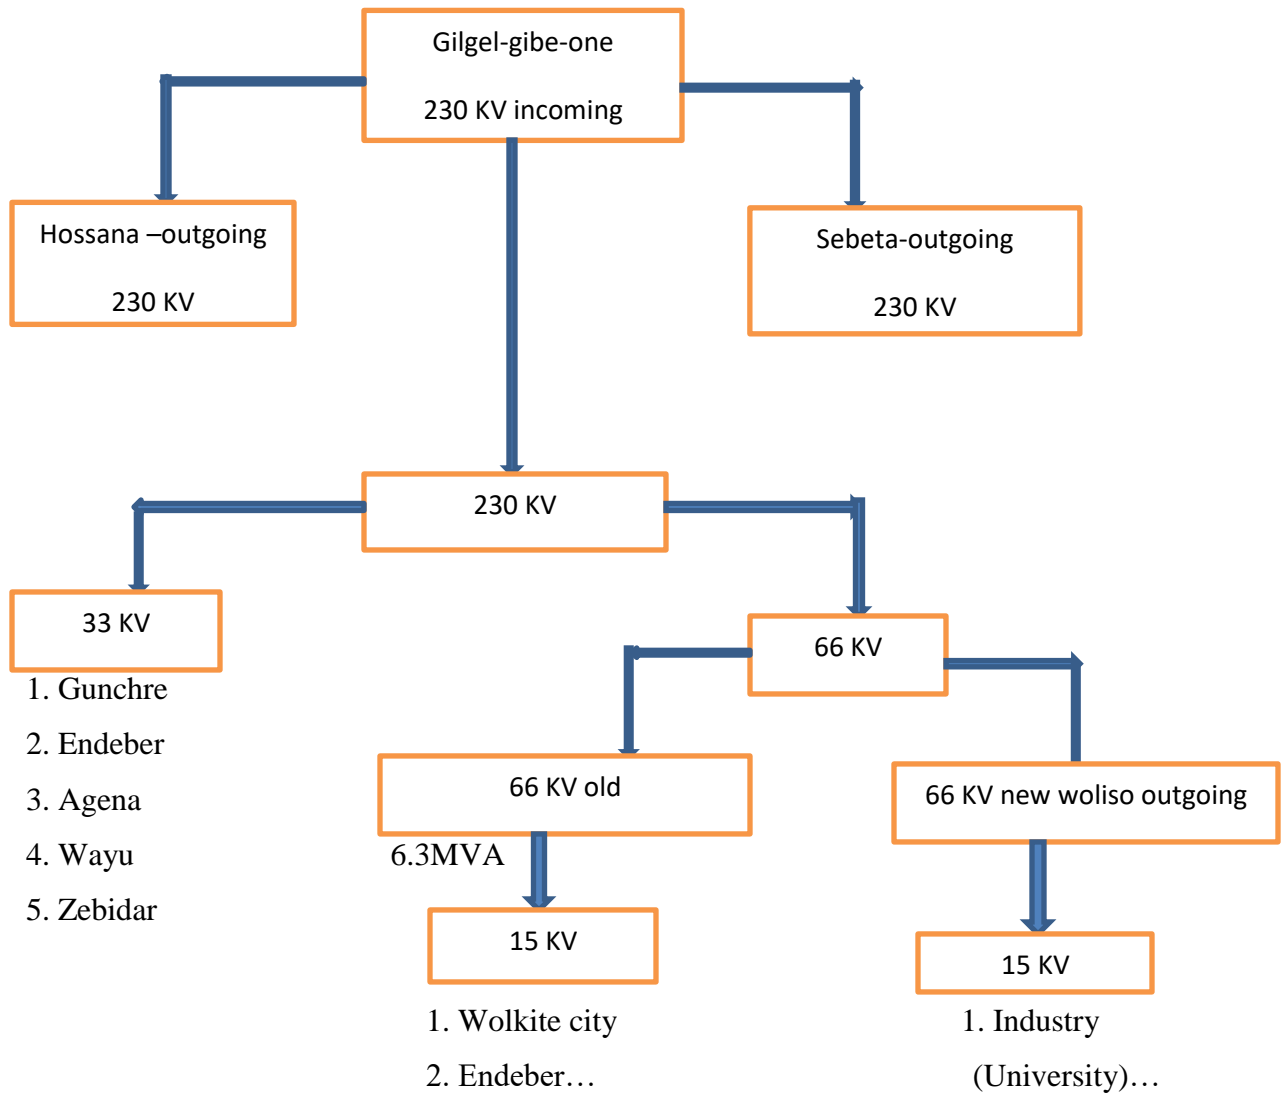 Gilgel-gibe-one
230 KV incoming
Hossana –outgoing
230 KV
Sebeta-outgoing
230 KV
230 KV
33 KV
1. Gunchre
2. Endeber
3. Agena
4. Wayu
5. Zebidar
66 KV
66 KV old
6.3MVA
15 KV
1. Wolkite city
2. Endeber…
66 KV new woliso outgoing
15 KV
1. Industry
(University)…